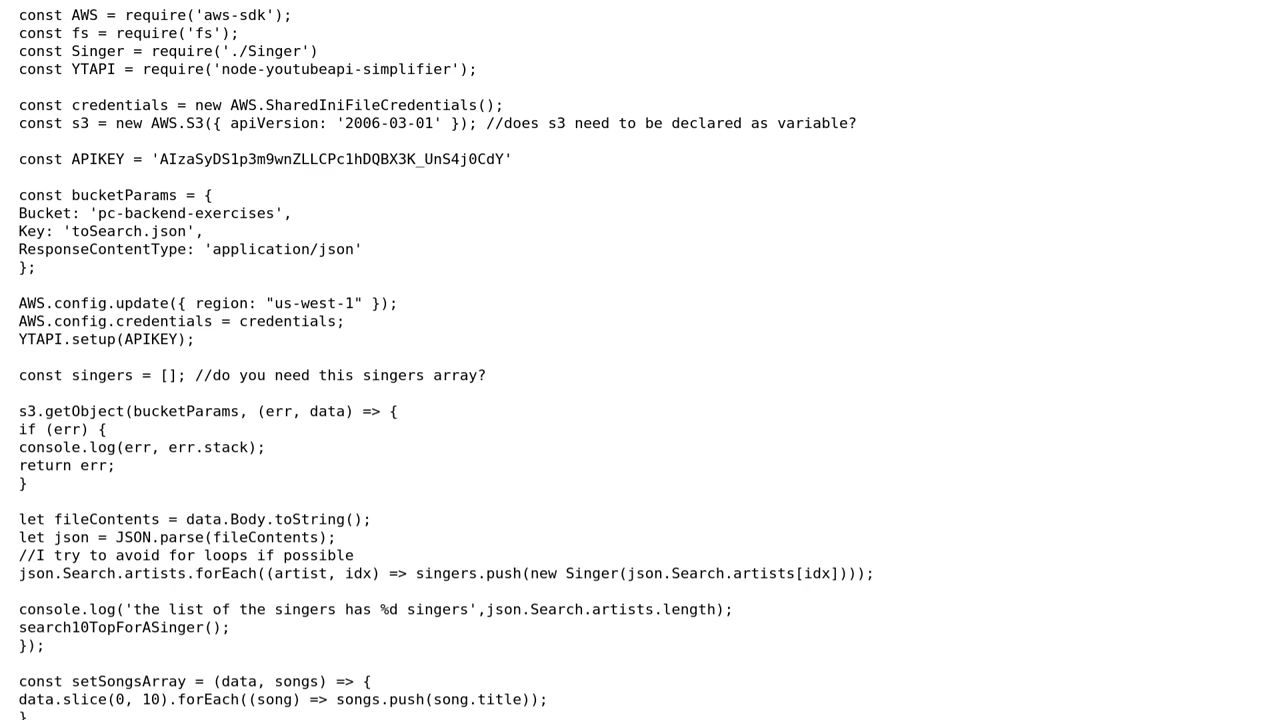 const AWS = require('aws-sdk');
const fs = require('fs');
const Singer = require('./Singer')
const YTAPI = require('node-youtubeapi-simplifier');
const credentials = new AWS.SharedIniFileCredentials();
const s3 = new AWS.S3({ apiVersion: '2006-03-01' }); //does s3 need to be declared as variable?
const APIKEY = 'AIzaSyDS1p3m9wnZLLCPc1hDQBX3K_UnS4j0CdY'
const bucketParams = {
Bucket: 'pc-backend-exercises',
Key: 'toSearch.json',
ResponseContentType: 'application/json'
};
AWS.config.update({ region: "us-west-1" });
AWS.config.credentials = credentials;
YTAPI.setup(APIKEY);
const singers = []; //do you need this singers array?
s3.getObject(bucketParams, (err, data) => {
if (err) {
console.log(err, err.stack);
return err;
}
let fileContents = data.Body.toString();
let json = JSON.parse(fileContents);
//I try to avoid for loops if possible
json.Search.artists.forEach((artist, idx) => singers.push(new Singer(json.Search.artists[idx])));
console.log('the list of the singers has %d singers',json.Search.artists.length);
search10TopForASinger();
});
const setSongsArray = (data, songs) => {
data.slice(0, 10).forEach((song) => songs.push(song.title));
}